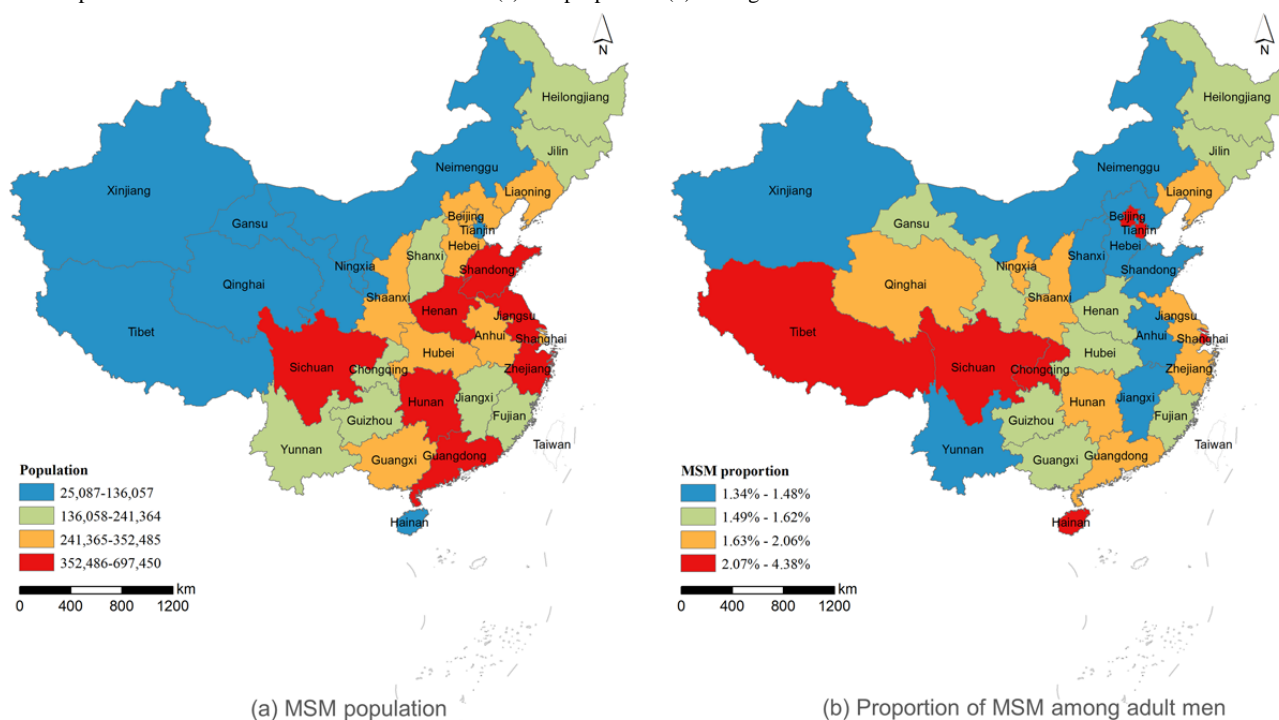 (s)
(s)
N
Heilongjiang
Jilin
Xinjiang
Neimenggu
Liaoning
Gansu
Beijing
Tianjin
Hebei
Ningxia
Shanxi
Shandong
Qinghai
Shaanxi
Henan
Jiangsu
Tibet
Anhui
Shanghai
Hubei
Sichuan
Chongqing
Zhejiang
Hunan
Jiangxi
Guizhou
Fujian
Yunnan
Taiwan
Guangxi
Guangdong
Hainan
Population
25,087-136,057
136,058-241,364
241,365-352,485
352,486-697,450
km
0 400 800 1200
(a) MSM population
N
Heilongjiang
Jilin
Xinjiang
Neimenggu
Liaoning
Gansu
Beijing
Tianjin
Hebei
Ningxia
Shanxi
Shandong
Qinghai
Shaanxi
Henan
Jiangsu
Tibet
Anhui
Shanghai
Hubei
Sichuan
Chongqing
Zhejiang
Hunan
Jiangxi
Guizhou
Fujian
Yunnan
Taiwan
Guangxi
Guangdong
Hainan
MSM proportion
1.34% - 1.48%
1.49% - 1.62%
1.63% - 2.06%
2.07% - 4.38%
km
0 400 800 1200
(b) Proportion of MSM among adult men